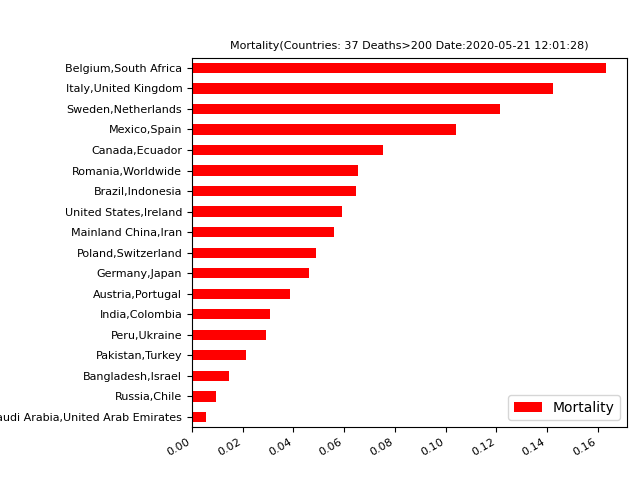 Mortality(Countries: 37 Deaths>200 Date:2020-05-21 12:01:28)
Belgium,South Africa
Italy,United Kingdom
Sweden,Netherlands
Mexico,Spain
Canada,Ecuador
Romania,Worldwide
Brazil,Indonesia
United States,Ireland
Mainland China,Iran
Poland,Switzerland
Germany,Japan
Austria,Portugal
India,Colombia
Peru,Ukraine
Pakistan,Turkey
Bangladesh,Israel
Russia,Chile
audi Arabia,United Arab Emirates
Mortality
0.00 0.02 0.04 0.06 0.08 0.10 0.12 0.14 0.16